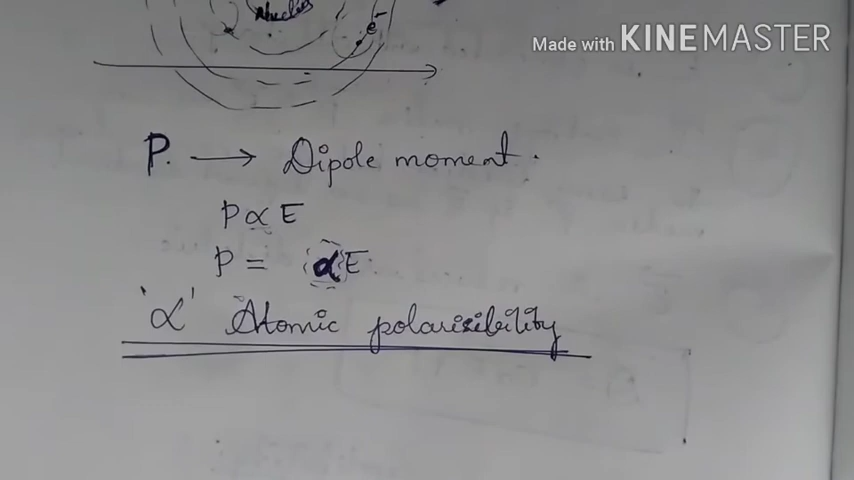 Nucleus
e⁻
Made with KINEMASTER
P. → Dipole moment.
P ∝ E
P = αE
'α' Atomic polarisibility